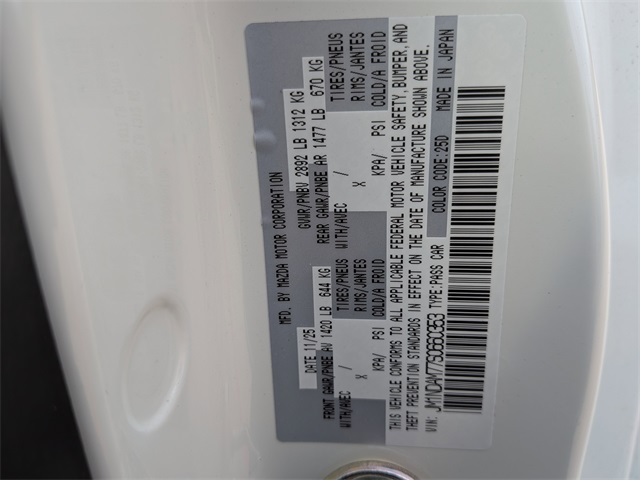 MFD. BY MAZDA MOTOR CORPORATION
DATE 11/25 GVWR/PNBV 2892 LB 1312 KG
FRONT GAWR/PNBE AV 1420 LB 644 KG REAR GAWR/PNBE AR 1477 LB 670 KG
WITH/AVEC TIRES/PNEUS WITH/AVEC TIRES/PNEUS
/ RIMS/JANTES / RIMS/JANTES
X KPA/ PSI COLD/A FROID X KPA/ PSI COLD/A FROID
THIS VEHICLE CONFORMS TO ALL APPLICABLE FEDERAL MOTOR VEHICLE SAFETY, BUMPER, AND
THEFT PREVENTION STANDARDS IN EFFECT ON THE DATE OF MANUFACTURE SHOWN ABOVE.
VIN: TYPE:PASS CAR COLOR CODE:25D MADE IN JAPAN